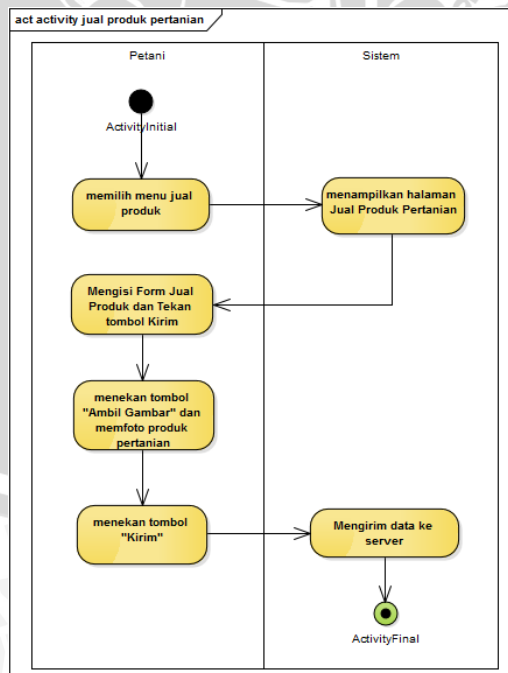 act activity jual produk pertanian
Petani
Sistem
ActivityInitial
memilih menu jual
produk
menampilkan halaman
Jual Produk Pertanian
Mengisi Form Jual
Produk dan Tekan
tombol Kirim
menekan tombol
"Ambil Gambar" dan
memfoto produk
pertanian
menekan tombol
"Kirim"
Mengirim data ke
server
ActivityFinal